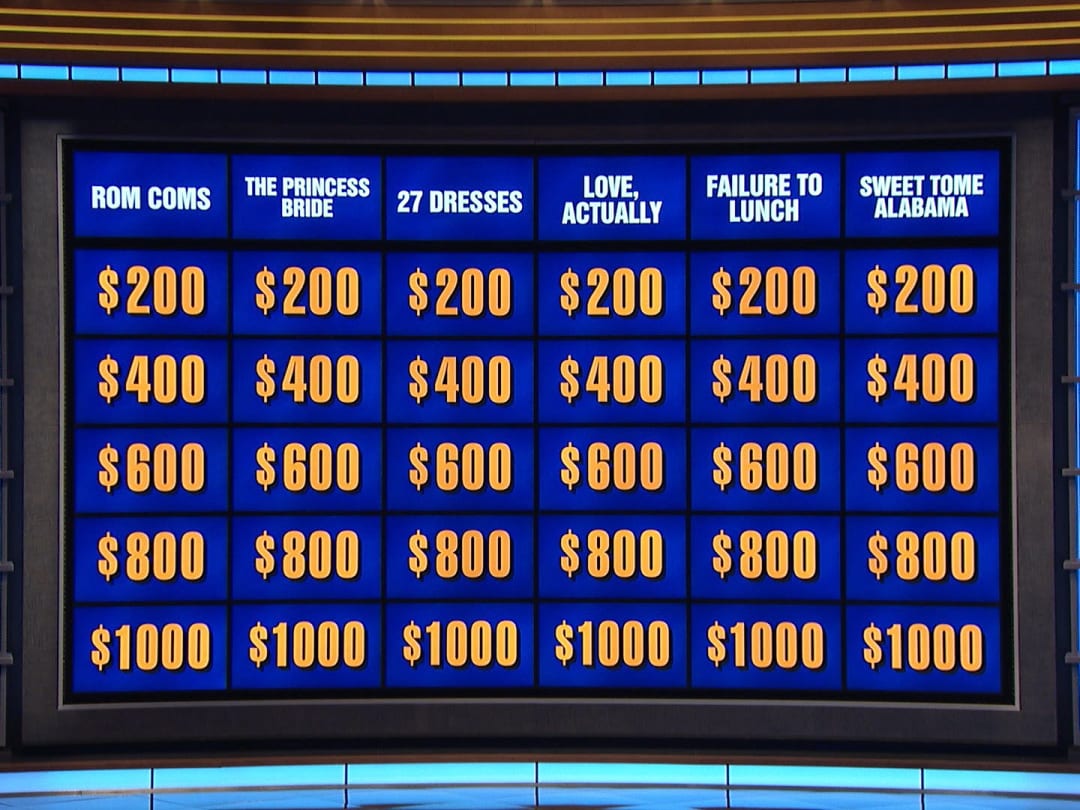 ROM COMS
THE PRINCESS
BRIDE
27 DRESSES
LOVE,
ACTUALLY
FAILURE TO
LUNCH
SWEET TOME
ALABAMA
$200 $200 $200 $200 $200 $200
$400 $400 $400 $400 $400 $400
$600 $600 $600 $600 $600 $600
$800 $800 $800 $800 $800 $800
$1000 $1000 $1000 $1000 $1000 $1000